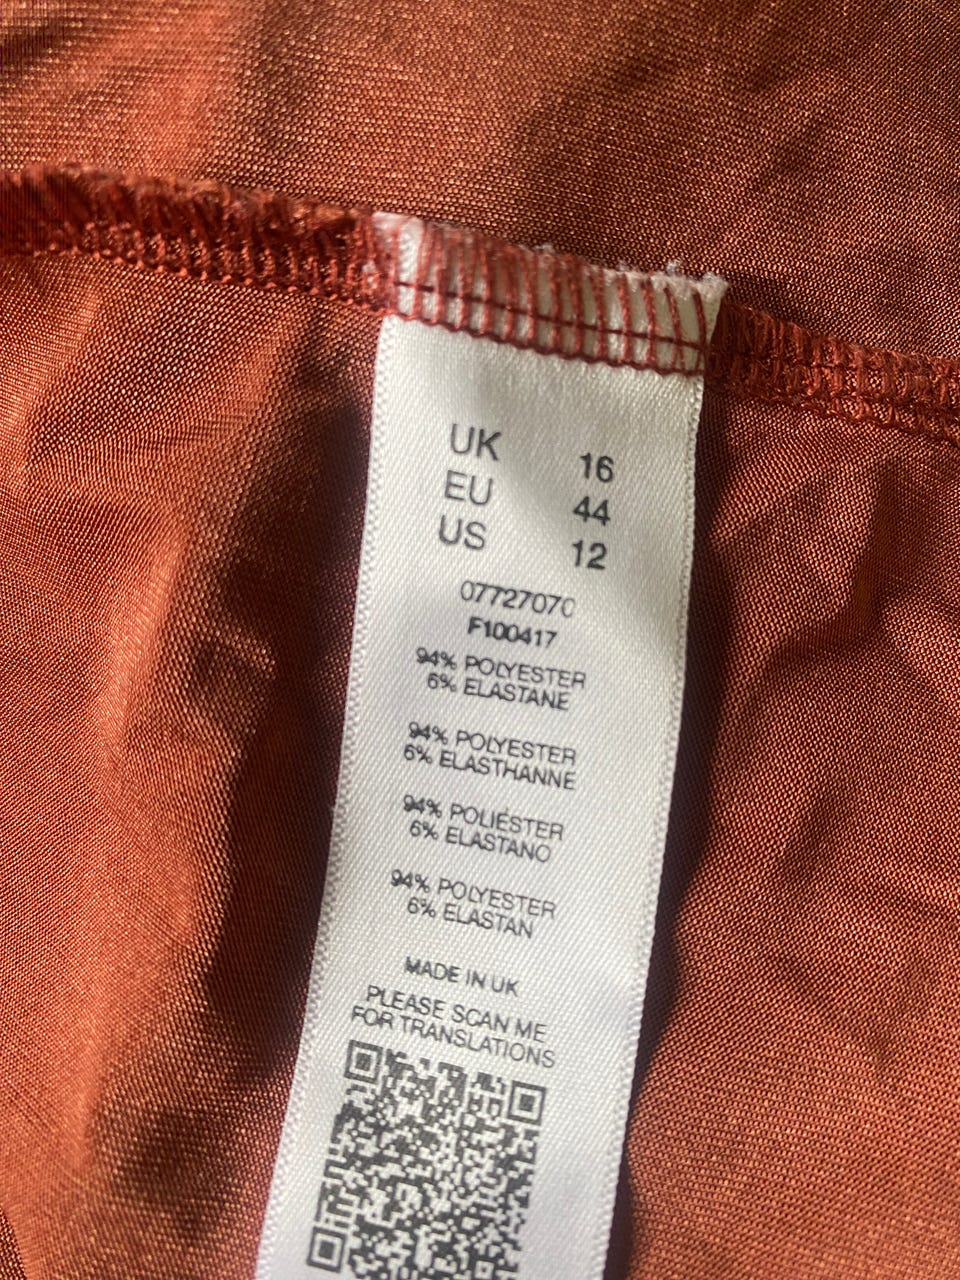 UK 16
EU 44
US 12
07727070
F100417
94% POLYESTER
6% ELASTANE
94% POLYESTER
6% ELASTHANNE
94% POLIÉSTER
6% ELASTANO
94% POLYESTER
6% ELASTAN
MADE IN UK
PLEASE SCAN ME
FOR TRANSLATIONS